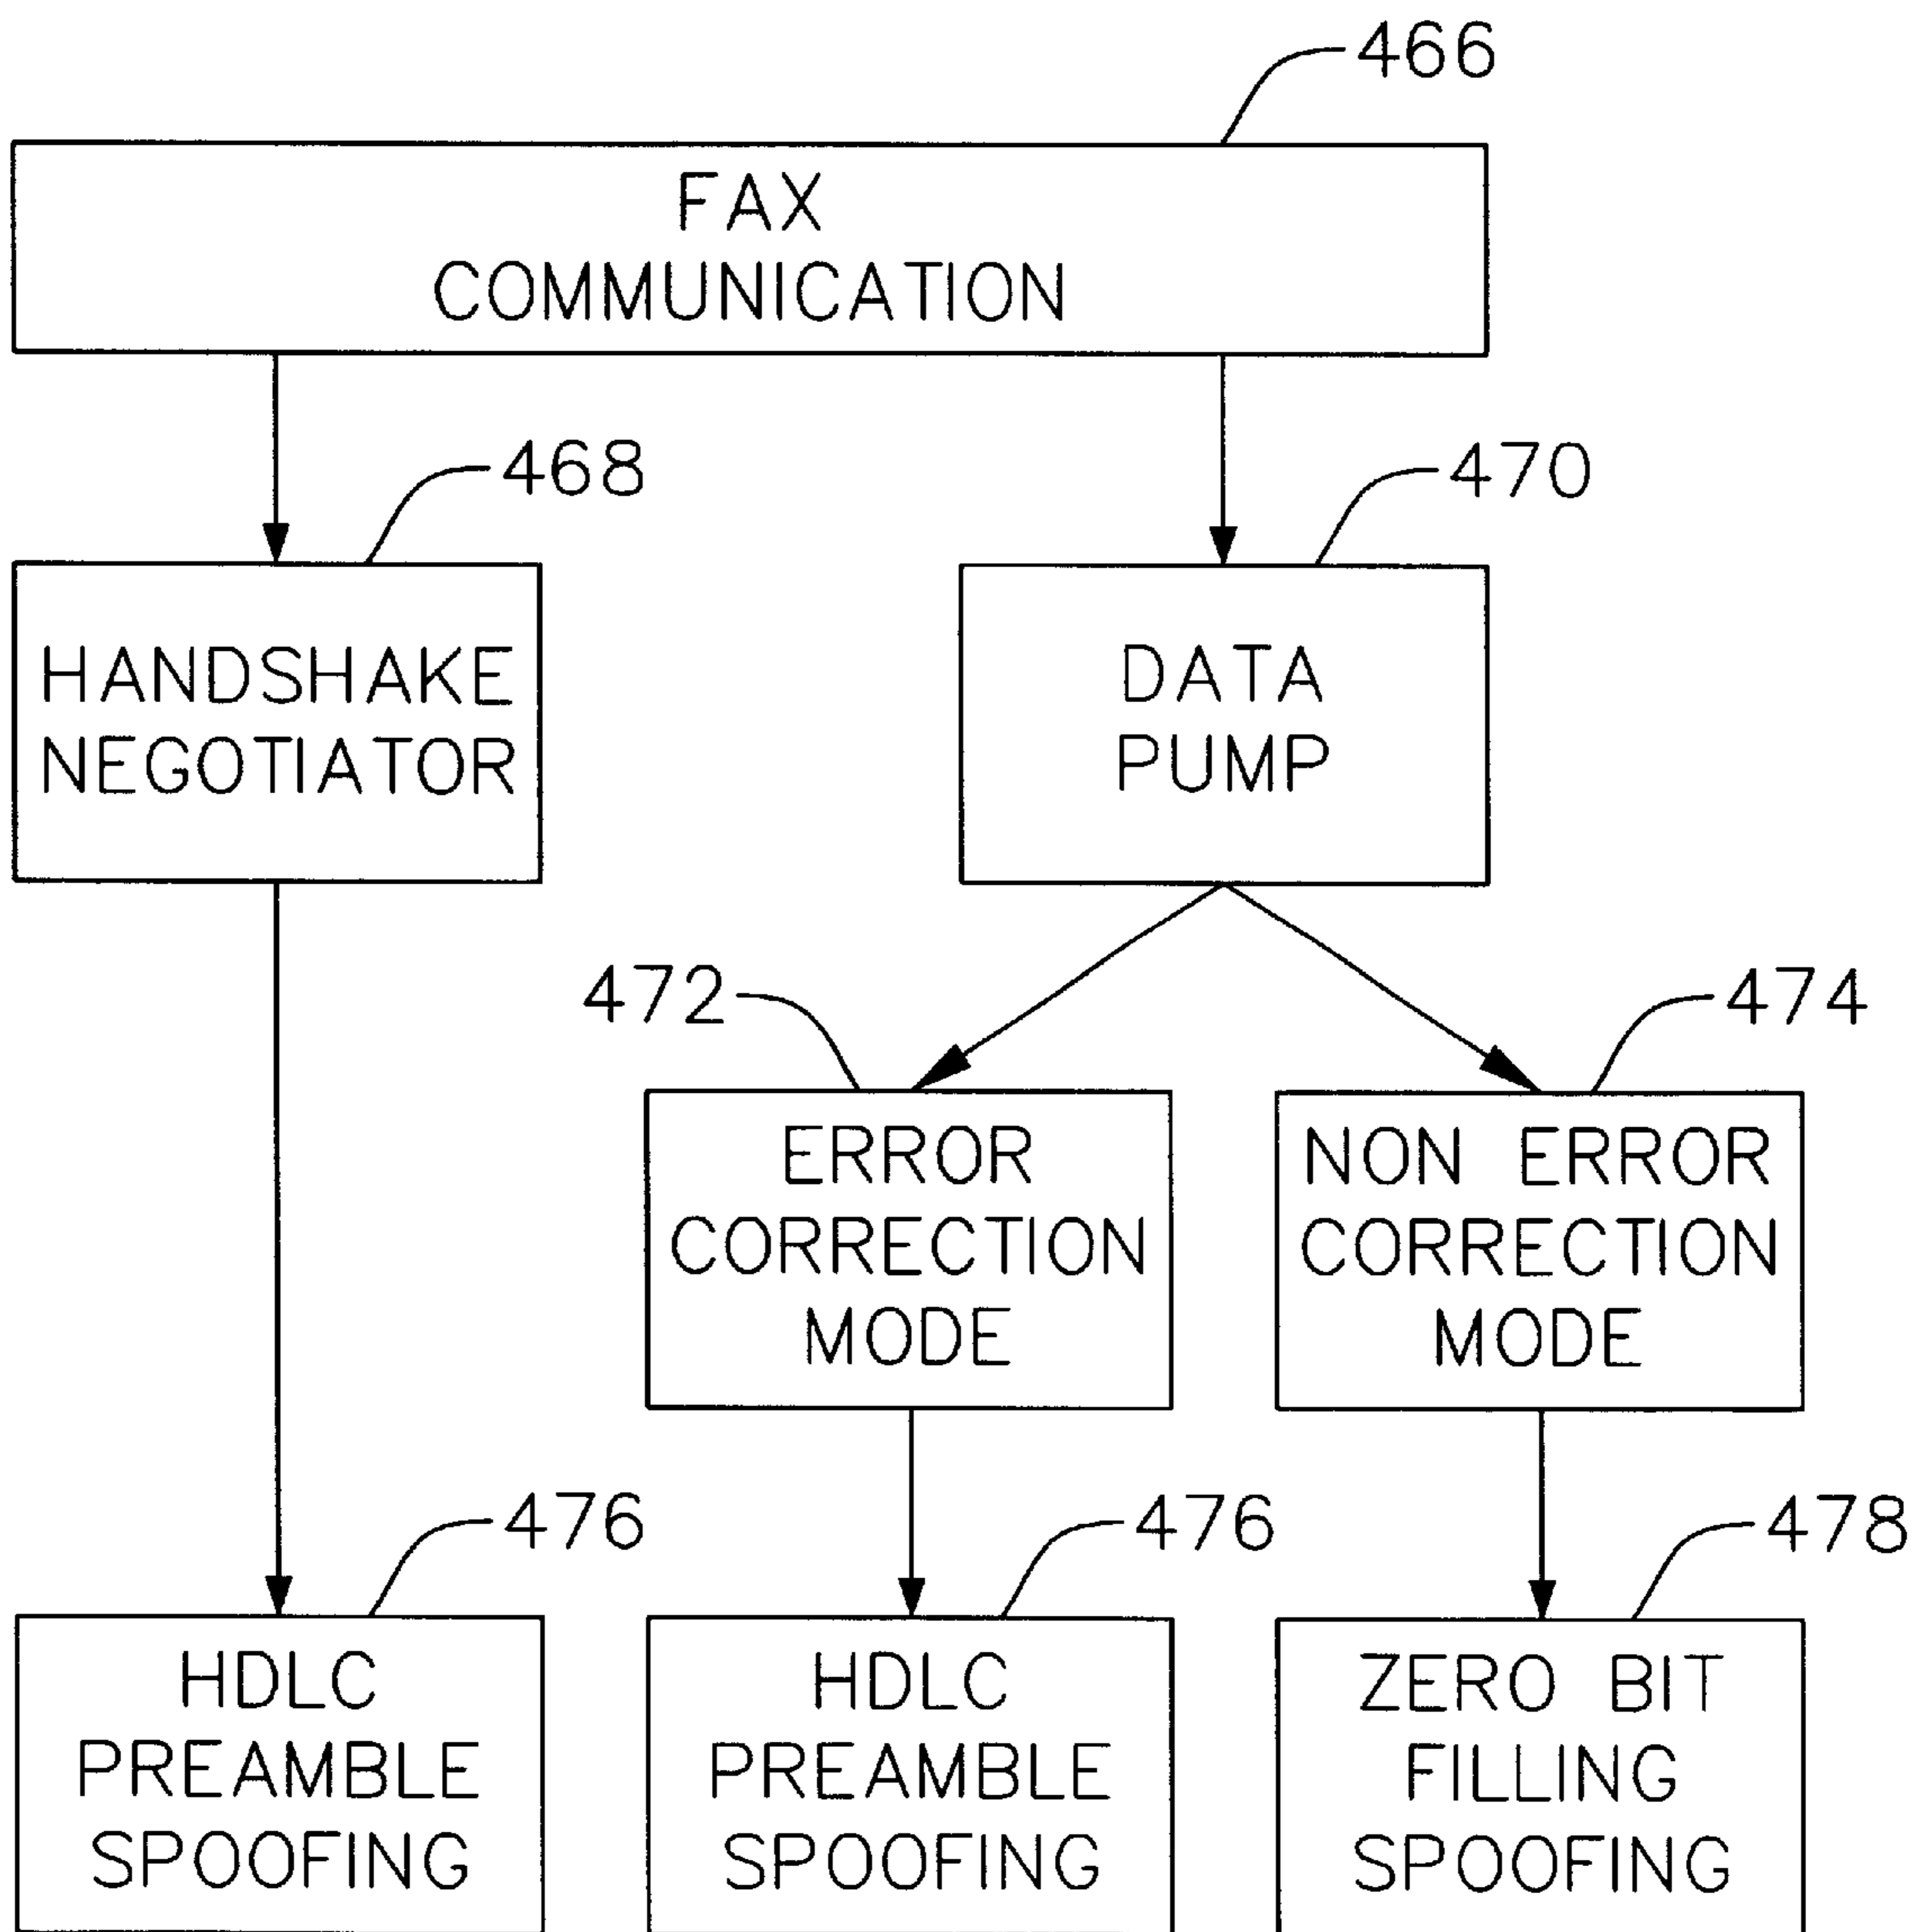 466
FAX
COMMUNICATION
468
470
HANDSHAKE
NEGOTIATOR
DATA
PUMP
472
474
ERROR
CORRECTION
MODE
NON ERROR
CORRECTION
MODE
476
476
478
HDLC
PREAMBLE
SPOOFING
HDLC
PREAMBLE
SPOOFING
ZERO BIT
FILLING
SPOOFING